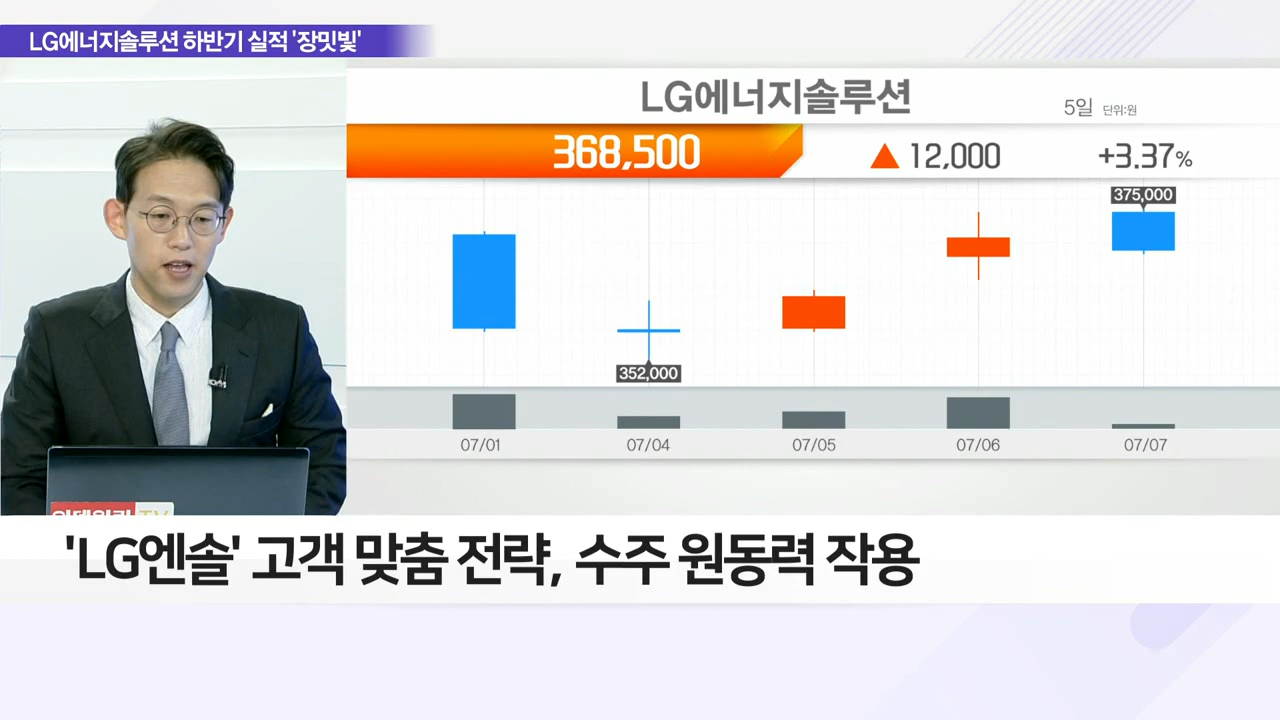 LG에너지솔루션 하반기 실적 '장밋빛'
LG에너지솔루션
5일 단위:원
368,500 ▲ 12,000 +3.37%
375,000
352,000
07/01 07/04 07/05 07/06 07/07
'LG엔솔' 고객 맞춤 전략, 수주 원동력 작용